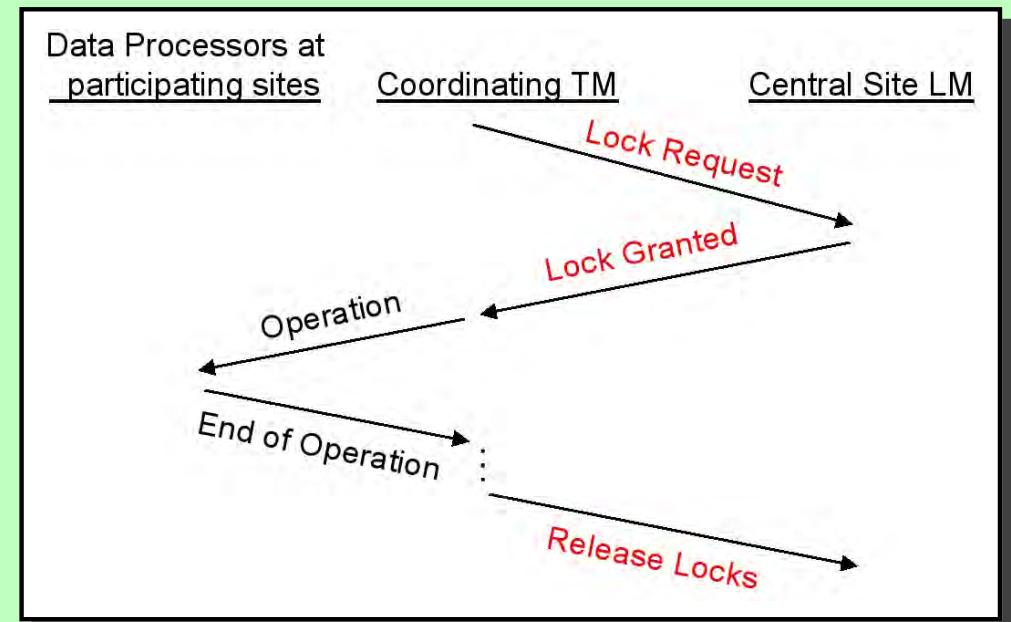 Data Processors at
participating sites
Coordinating TM
Central Site LM
Lock Request
Lock Granted
Operation
End of Operation
Release Locks